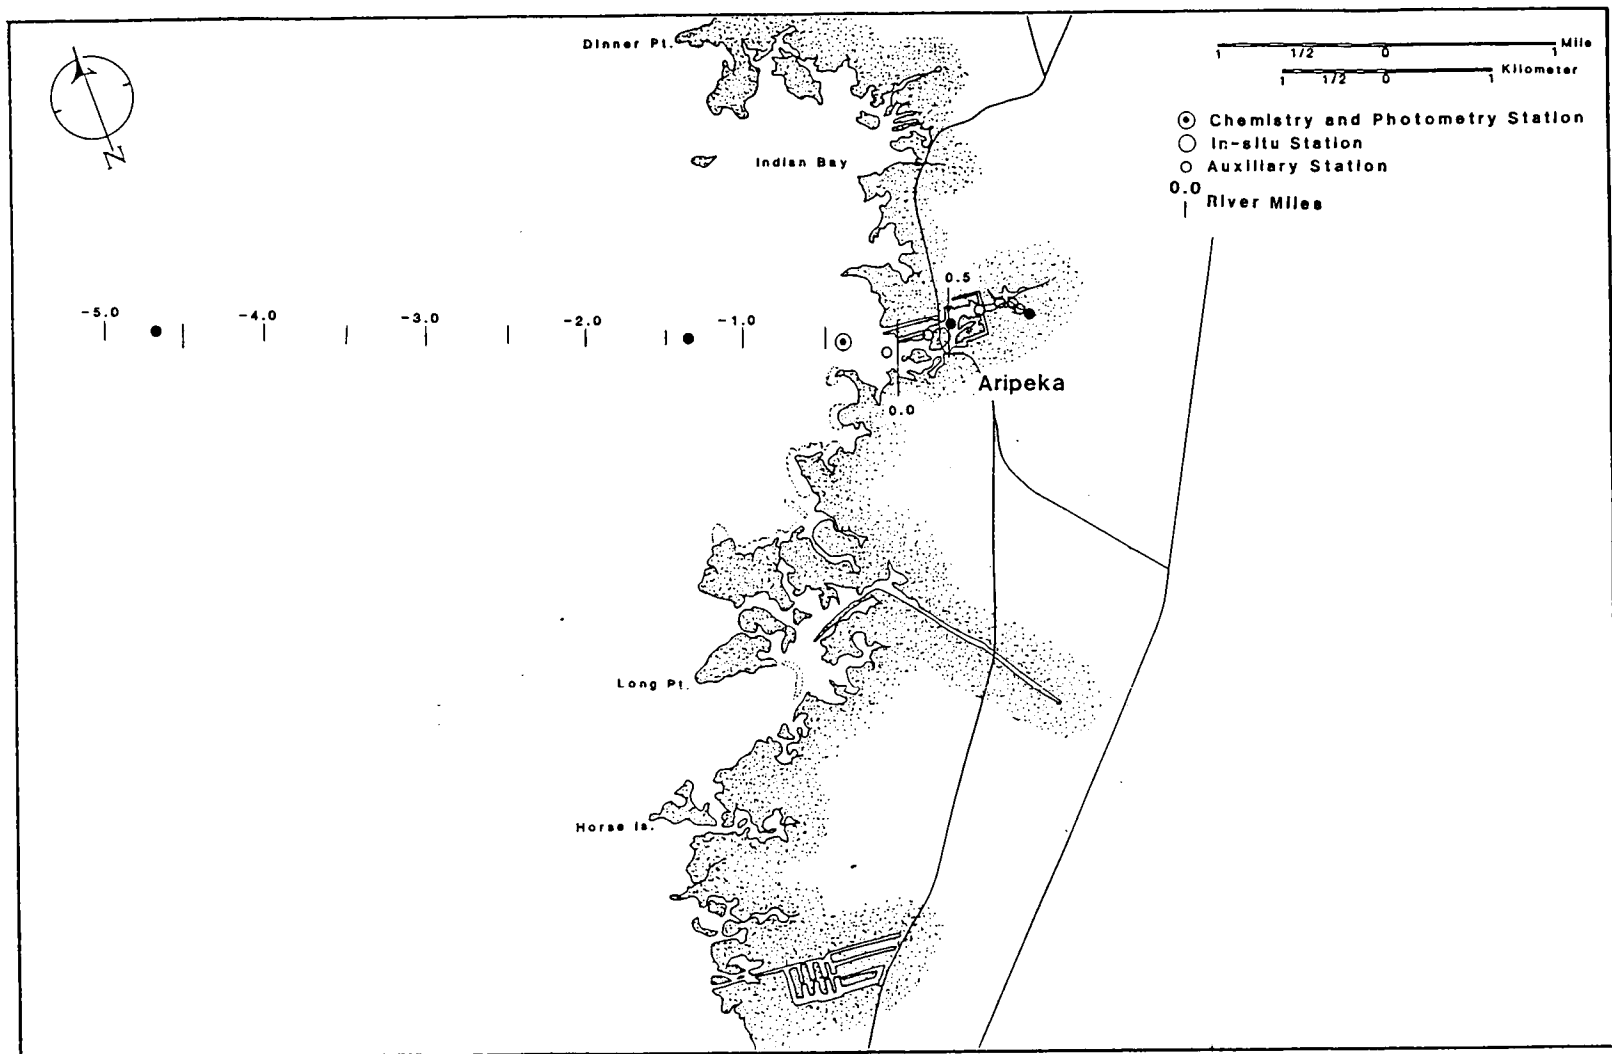 Dinner Pt.
1 1/2 0 1 Mile
1 1/2 0 1 Kilometer
Chemistry and Photometry Station
In-situ Station
Auxiliary Station
0.0
River Miles
N
Indian Bay
0.5
-5.0 -4.0 -3.0 -2.0 -1.0
Aripeka
0.0
Long Pt.
Horse Is.